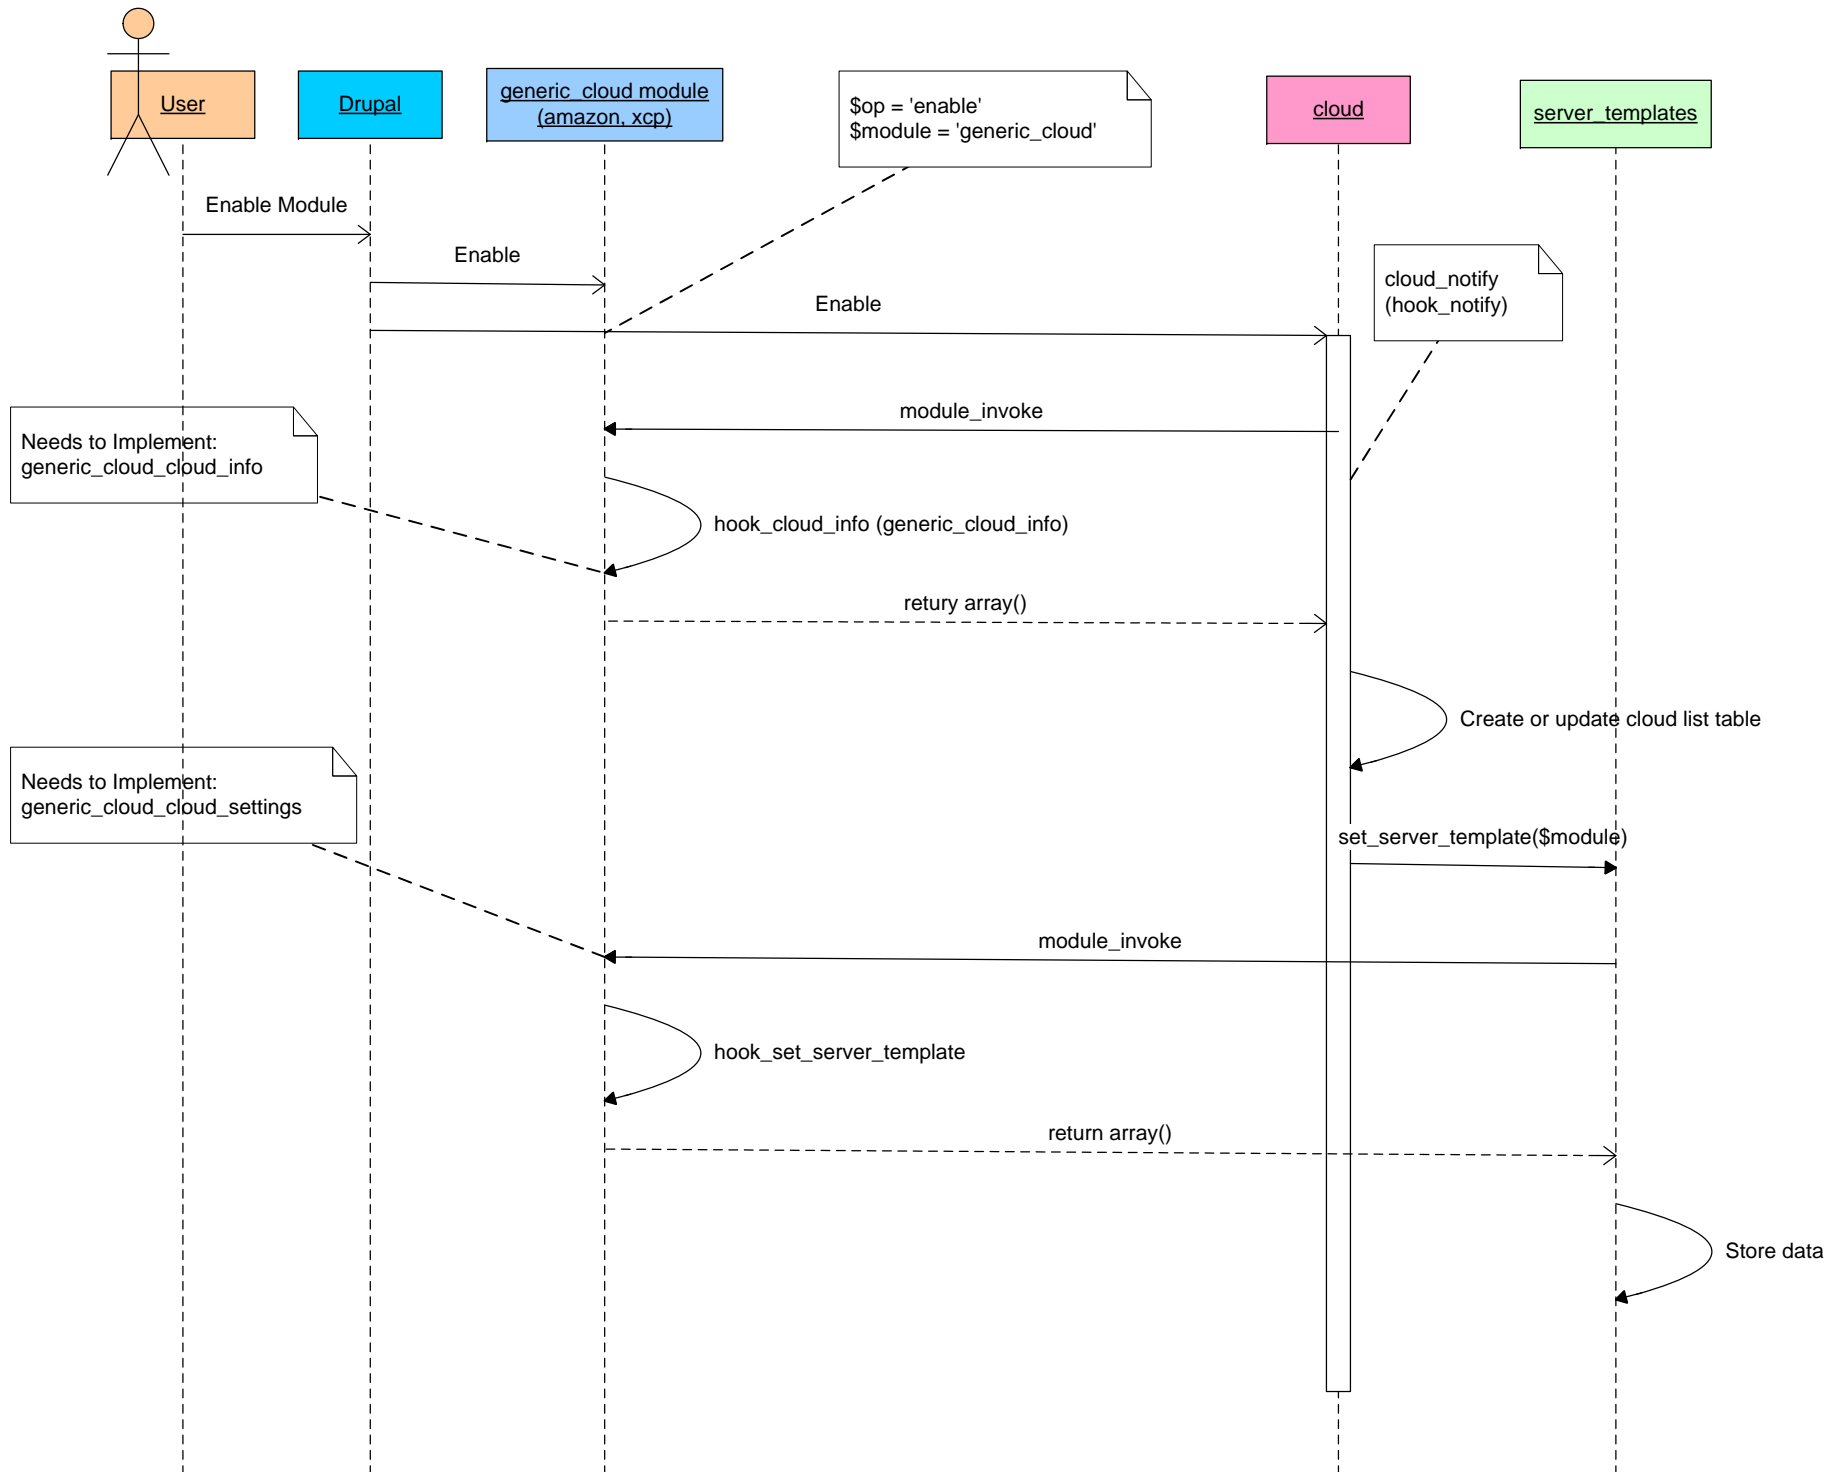 User
Drupal
generic_cloud module
(amazon, xcp)
$op = 'enable'
$module = 'generic_cloud'
cloud
server_templates
Enable Module
Enable
Enable
cloud_notify
(hook_notify)
module_invoke
Needs to Implement:
generic_cloud_cloud_info
hook_cloud_info (generic_cloud_info)
retury array()
Create or update cloud list table
Needs to Implement:
generic_cloud_cloud_settings
set_server_template($module)
module_invoke
hook_set_server_template
return array()
Store data